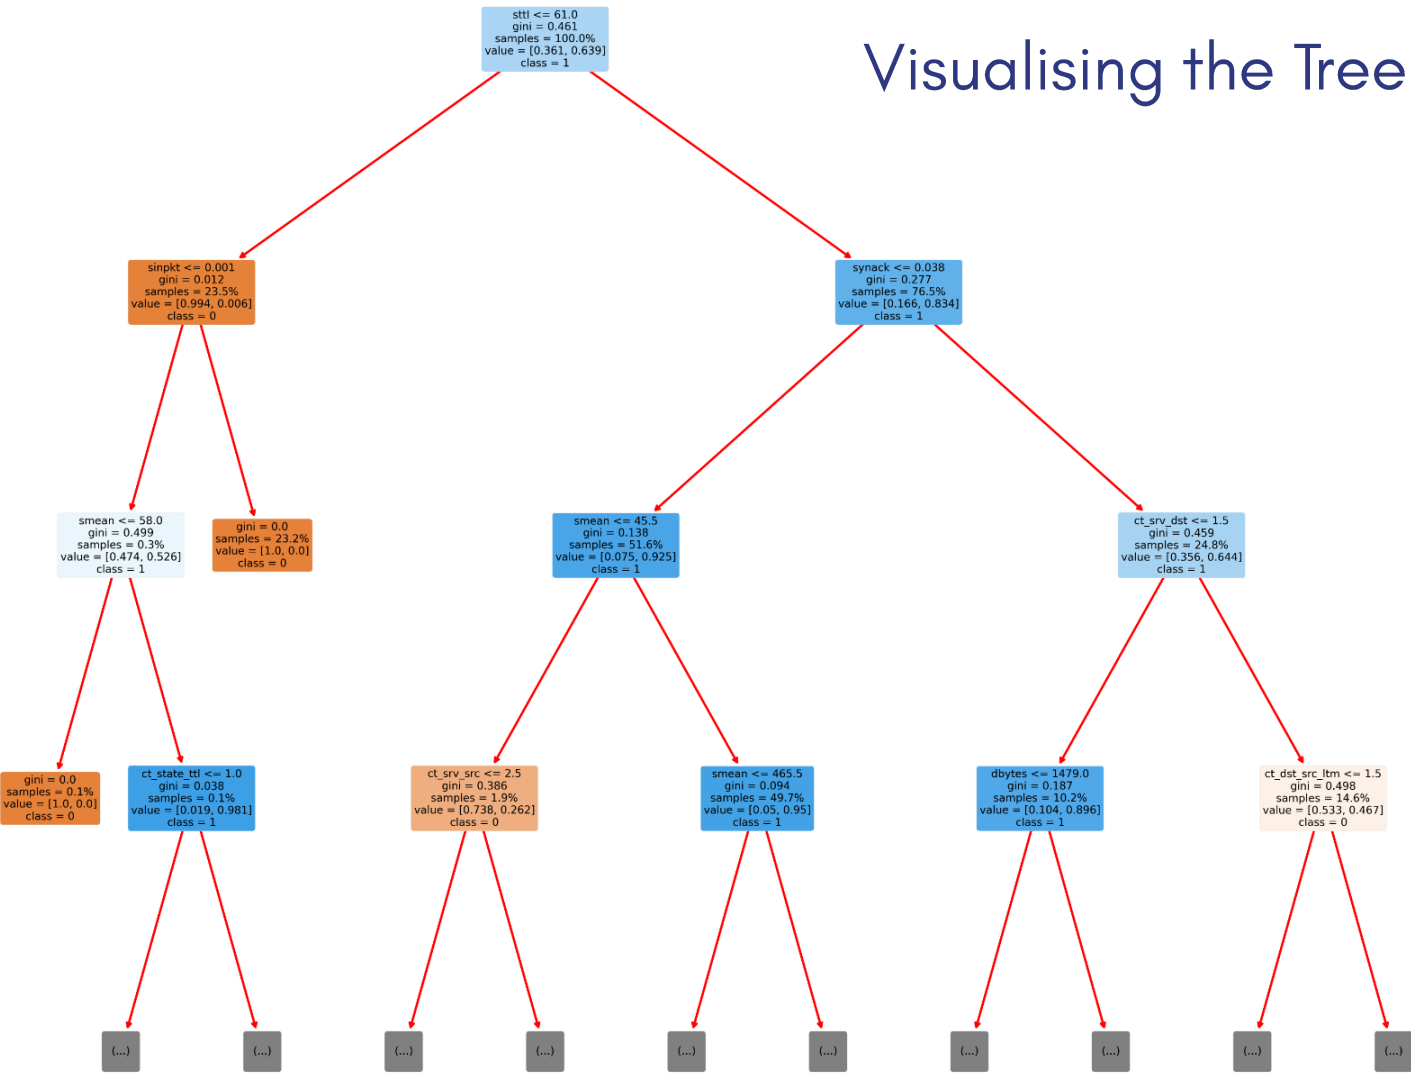 Visualising the Tree
sttl <= 61.0
gini = 0.461
samples = 100.0%
value = [0.361, 0.639]
class = 1
sinpkt <= 0.001
gini = 0.012
samples = 23.5%
value = [0.994, 0.006]
class = 0
synack <= 0.038
gini = 0.277
samples = 76.5%
value = [0.166, 0.834]
class = 1
smean <= 58.0
gini = 0.499
samples = 0.3%
value = [0.474, 0.526]
class = 1
gini = 0.0
samples = 23.2%
value = [1.0, 0.0]
class = 0
smean <= 45.5
gini = 0.138
samples = 51.6%
value = [0.075, 0.925]
class = 1
ct_srv_dst <= 1.5
gini = 0.459
samples = 24.8%
value = [0.356, 0.644]
class = 1
gini = 0.0
samples = 0.1%
value = [1.0, 0.0]
class = 0
ct_state_ttl <= 1.0
gini = 0.038
samples = 0.1%
value = [0.019, 0.981]
class = 1
ct_srv_src <= 2.5
gini = 0.386
samples = 1.9%
value = [0.738, 0.262]
class = 0
smean <= 465.5
gini = 0.094
samples = 49.7%
value = [0.05, 0.95]
class = 1
dbytes <= 1479.0
gini = 0.187
samples = 10.2%
value = [0.104, 0.896]
class = 1
ct_dst_src_ltm <= 1.5
gini = 0.498
samples = 14.6%
value = [0.533, 0.467]
class = 0
(...)
(...)
(...)
(...)
(...)
(...)
(...)
(...)
(...)
(...)